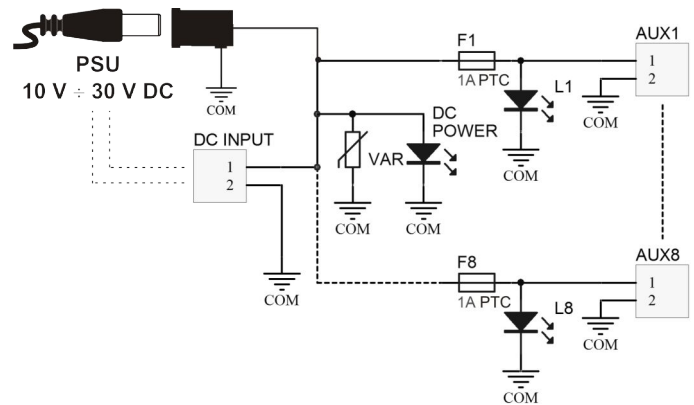 PSU
10 V ÷ 30 V DC
COM
F1
1A PTC
L1
AUX1
1
2
COM
COM
DC INPUT
1
2
COM
VAR
COM
DC
POWER
COM
F8
1A PTC
L8
AUX8
1
2
COM
COM